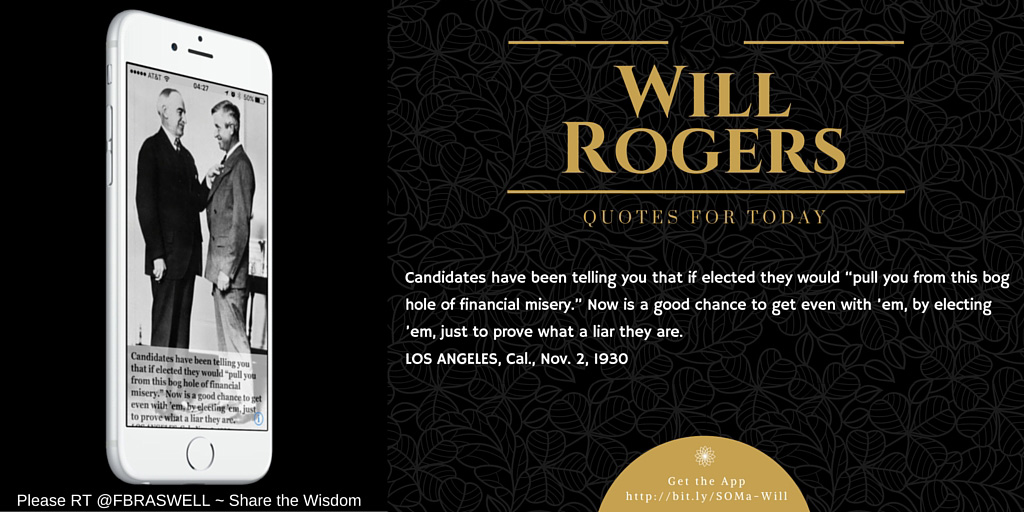 AT&T
04:27
50%
Candidates have been telling you
that if elected they would “pull you
from this bog hole of financial
misery.” Now is a good chance to get
even with 'em, by electing 'em, just
to prove what a liar they are.
Please RT @FBRASWELL ~ Share the Wisdom
WILL
ROGERS
QUOTES FOR TODAY
Candidates have been telling you that if elected they would “pull you from this bog
hole of financial misery.” Now is a good chance to get even with 'em, by electing
'em, just to prove what a liar they are.
LOS ANGELES, Cal., Nov. 2, 1930
Get the App
http://bit.ly/SOMa-Will